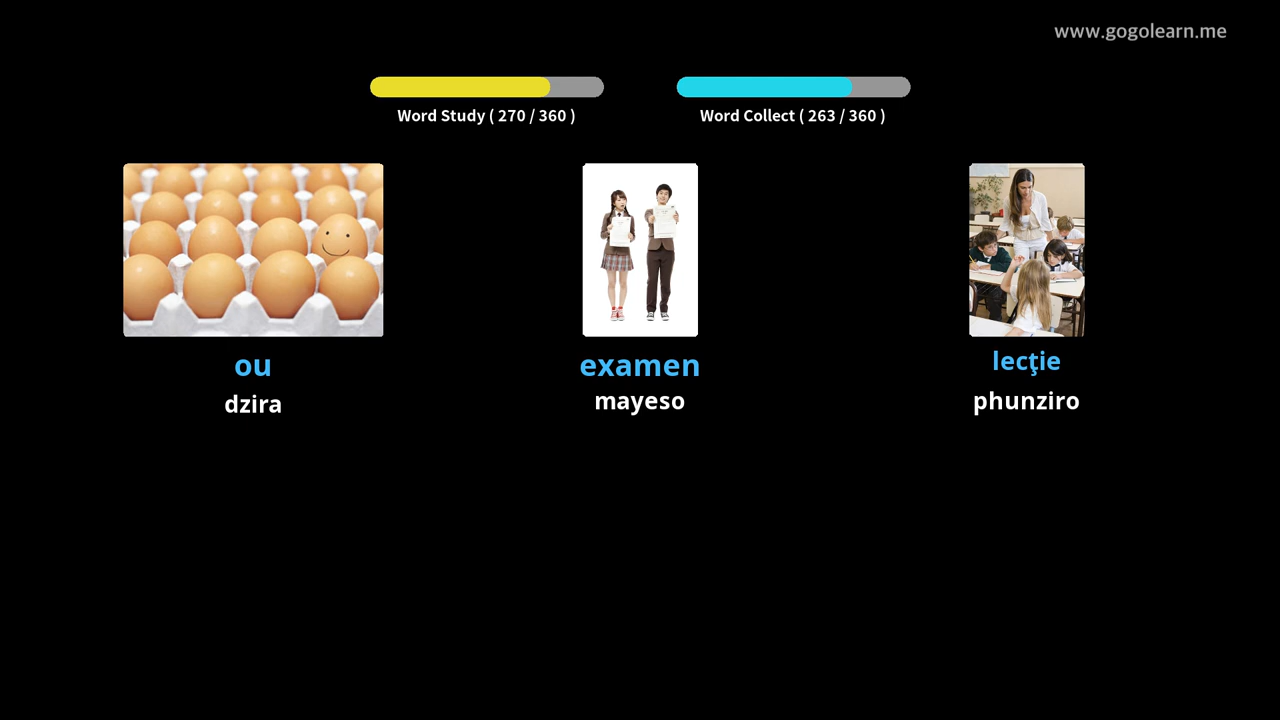 www.gogolearn.me
Word Study ( 270 / 360 )
Word Collect ( 263 / 360 )
ou
dzira
examen
mayeso
lecţie
phunziro